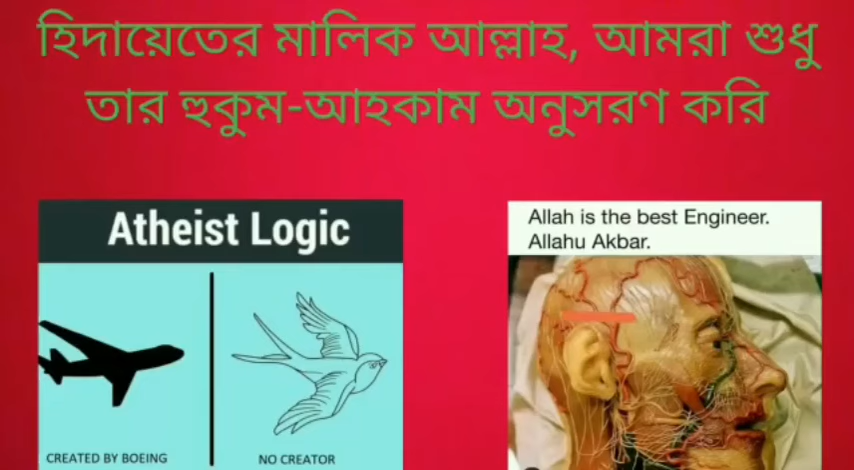 হিদায়েতের মালিক আল্লাহ, আমরা শুধু
তার হুকুম-আহকাম অনুসরণ করি
Atheist Logic
CREATED BY BOEING
NO CREATOR
Allah is the best Engineer.
Allahu Akbar.